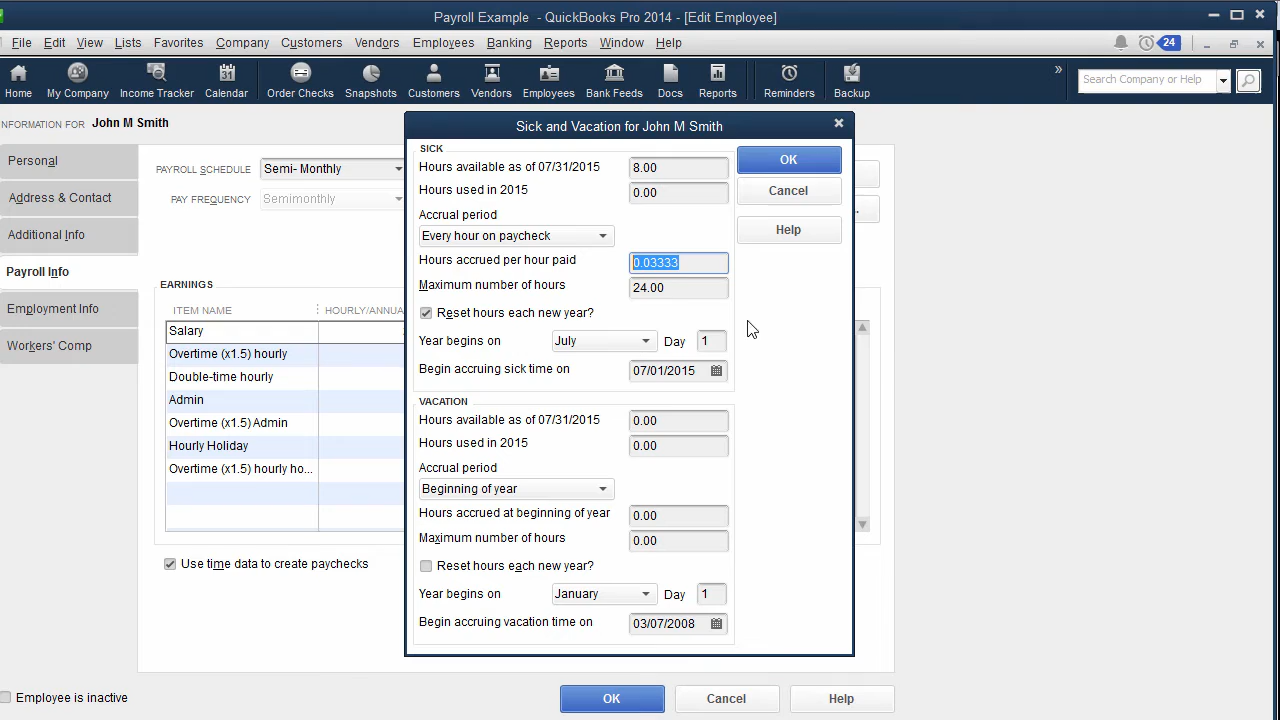 Payroll Example - QuickBooks Pro 2014 - [Edit Employee]
File Edit View Lists Favorites Company Customers Vendors Employees Banking Reports Window Help 24
Home My Company Income Tracker Calendar Order Checks Snapshots Customers Vendors Employees Bank Feeds Docs Reports Reminders Backup » Search Company or Help
31
NFORMATION FOR John M Smith
Personal
Address & Contact
Additional Info
Payroll Info
Employment Info
Workers' Comp
PAYROLL SCHEDULE Semi- Monthly
PAY FREQUENCY Semimonthly
EARNINGS
ITEM NAME HOURLY/ANNUA
Salary
Overtime (x1.5) hourly
Double-time hourly
Admin
Overtime (x1.5) Admin
Hourly Holiday
Overtime (x1.5) hourly ho...
Use time data to create paychecks
Sick and Vacation for John M Smith
SICK
Hours available as of 07/31/2015 8.00
Hours used in 2015 0.00
Accrual period
Every hour on paycheck
Hours accrued per hour paid 0.03333
Maximum number of hours 24.00
Reset hours each new year?
Year begins on July Day 1
Begin accruing sick time on 07/01/2015
OK
Cancel
Help
VACATION
Hours available as of 07/31/2015 0.00
Hours used in 2015 0.00
Accrual period
Beginning of year
Hours accrued at beginning of year 0.00
Maximum number of hours 0.00
Reset hours each new year?
Year begins on January Day 1
Begin accruing vacation time on 03/07/2008
Employee is inactive
OK Cancel Help